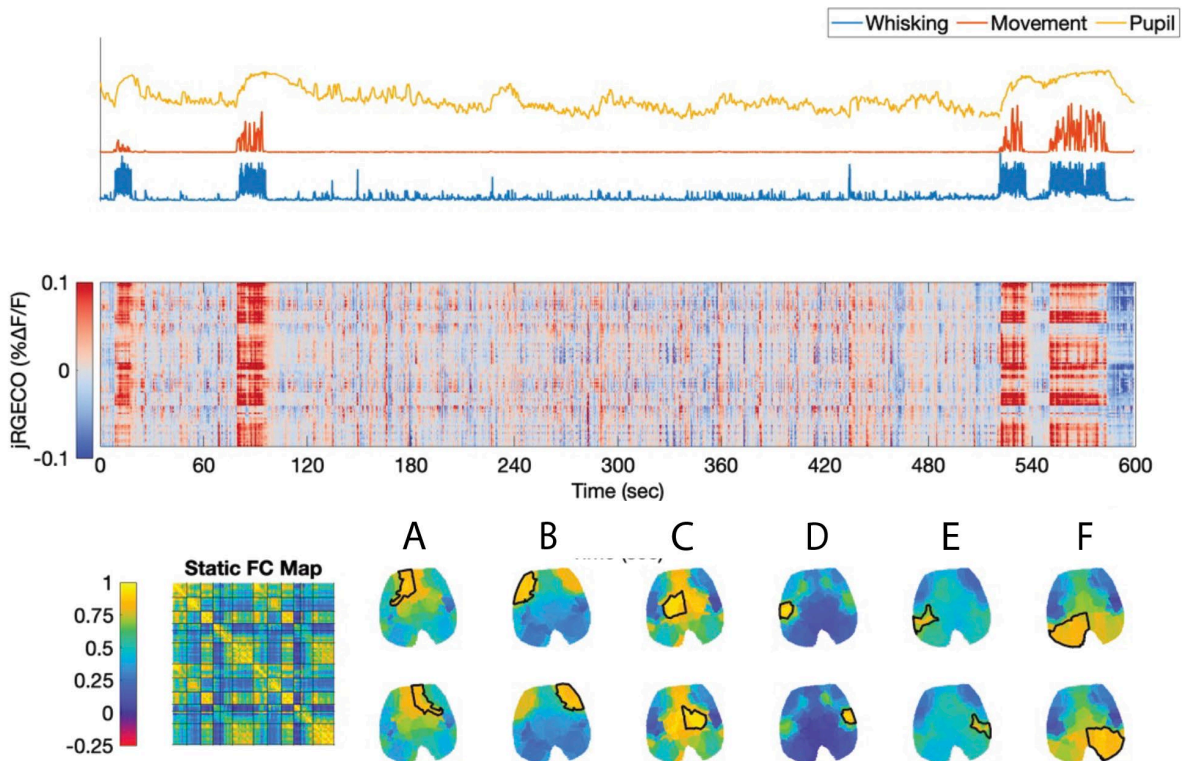 Whisking Movement Pupil
jRGECO (%ΔF/F)
0.1
0
-0.1
0 60 120 180 240 300 360 420 480 540 600
Time (sec)
A B C D E F
Static FC Map
1
0.75
0.5
0.25
0
-0.25